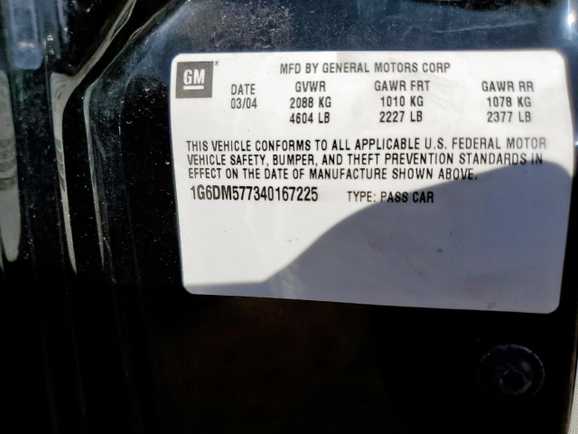 GM
MFD BY GENERAL MOTORS CORP
DATE GVWR GAWR FRT GAWR RR
03/04 2088 KG 1010 KG 1078 KG
4604 LB 2227 LB 2377 LB
THIS VEHICLE CONFORMS TO ALL APPLICABLE U.S. FEDERAL MOTOR
VEHICLE SAFETY, BUMPER, AND THEFT PREVENTION STANDARDS IN
EFFECT ON THE DATE OF MANUFACTURE SHOWN ABOVE.
1G6DM577340167225 TYPE: PASS CAR